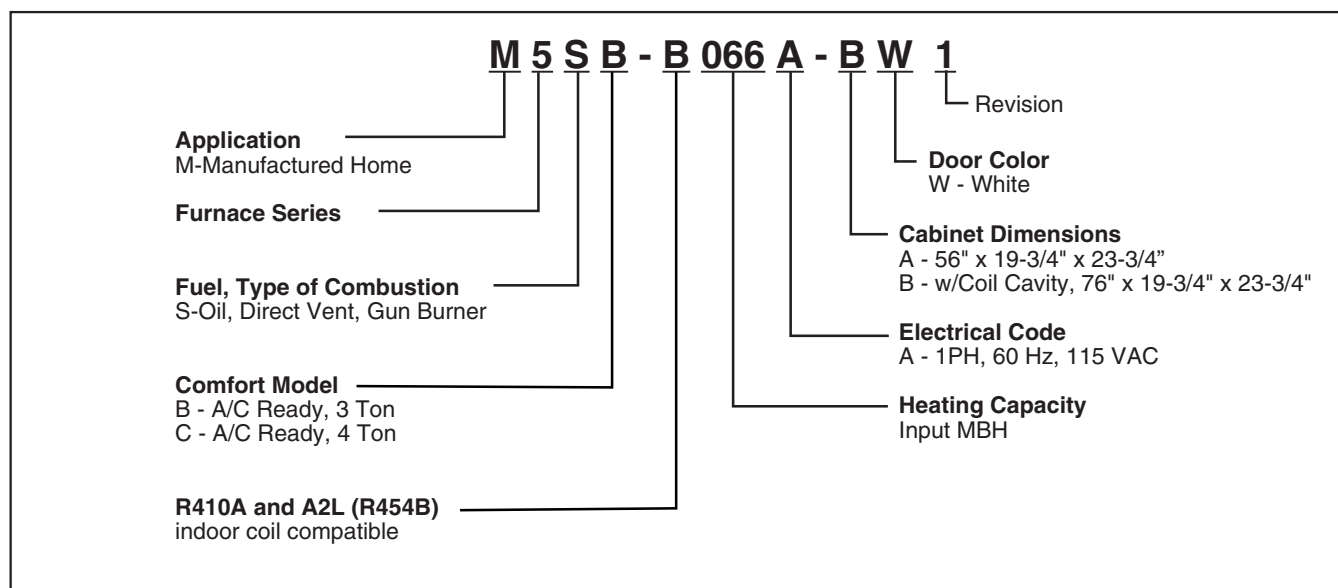 M 5 S B - B 066 A - B W 1
Revision
Application
M-Manufactured Home
Door Color
W - White
Furnace Series
Cabinet Dimensions
A - 56" x 19-3/4" x 23-3/4”
B - w/Coil Cavity, 76" x 19-3/4" x 23-3/4"
Fuel, Type of Combustion
S-Oil, Direct Vent, Gun Burner
Electrical Code
A - 1PH, 60 Hz, 115 VAC
Comfort Model
B - A/C Ready, 3 Ton
C - A/C Ready, 4 Ton
Heating Capacity
Input MBH
R410A and A2L (R454B)
indoor coil compatible